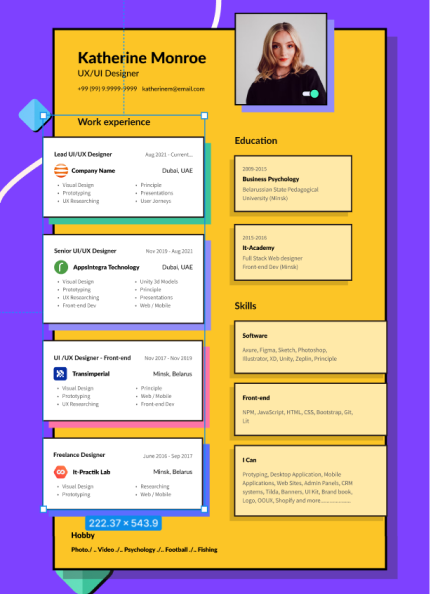 Katherine Monroe
UX/UI Designer
+99 (99) 9.9999-9999 katherinem@email.com
Work experience
Lead UI/UX Designer Aug 2021 - Current...
Company Name Dubai, UAE
• Visual Design • Principle
• Prototyping • Presentations
• UX Researching • User Jorneys
Senior UI/UX Designer Nov 2019 - Aug 2021
AppsIntegra Technology Dubai, UAE
• Visual Design • Unity 3d Models
• Prototyping • Principle
• UX Researching • Presentations
• Front-end Dev • Web / Mobile
UI /UX Designer - Front-end Nov 2017 - Nov 2019
Transimperial Minsk, Belarus
• Visual Design • Principle
• Prototyping • Web / Mobile
• UX Researching • Front-end Dev
Freelance Designer June 2016 - Sep 2017
It-Practik Lab Minsk, Belarus
• Visual Design • Researching
• Prototyping • Web / Mobile
222.37 × 543.9
Hobby
Photo./ .. Video ./.. Psychology ./.. Football ./.. Fishing
Education
2009-2015
Business Psychology
Belarusian State Pedagogical
University (Minsk)
2015-2016
It-Academy
Full Stack Web designer
Front-end Dev (Minsk)
Skills
Software
Axure, Figma, Sketch, Photoshop,
Illustrator, XD, Unity, Zeplin, Principle
Front-end
NPM, JavaScript, HTML, CSS, Bootstrap, Git,
Lit
I Can
Protyping, Desktop Application, Mobile
Applications, Web Sites, Admin Panels, CRM
systems, Tilda, Banners, UI Kit, Brand book,
Logo, Shopify and more